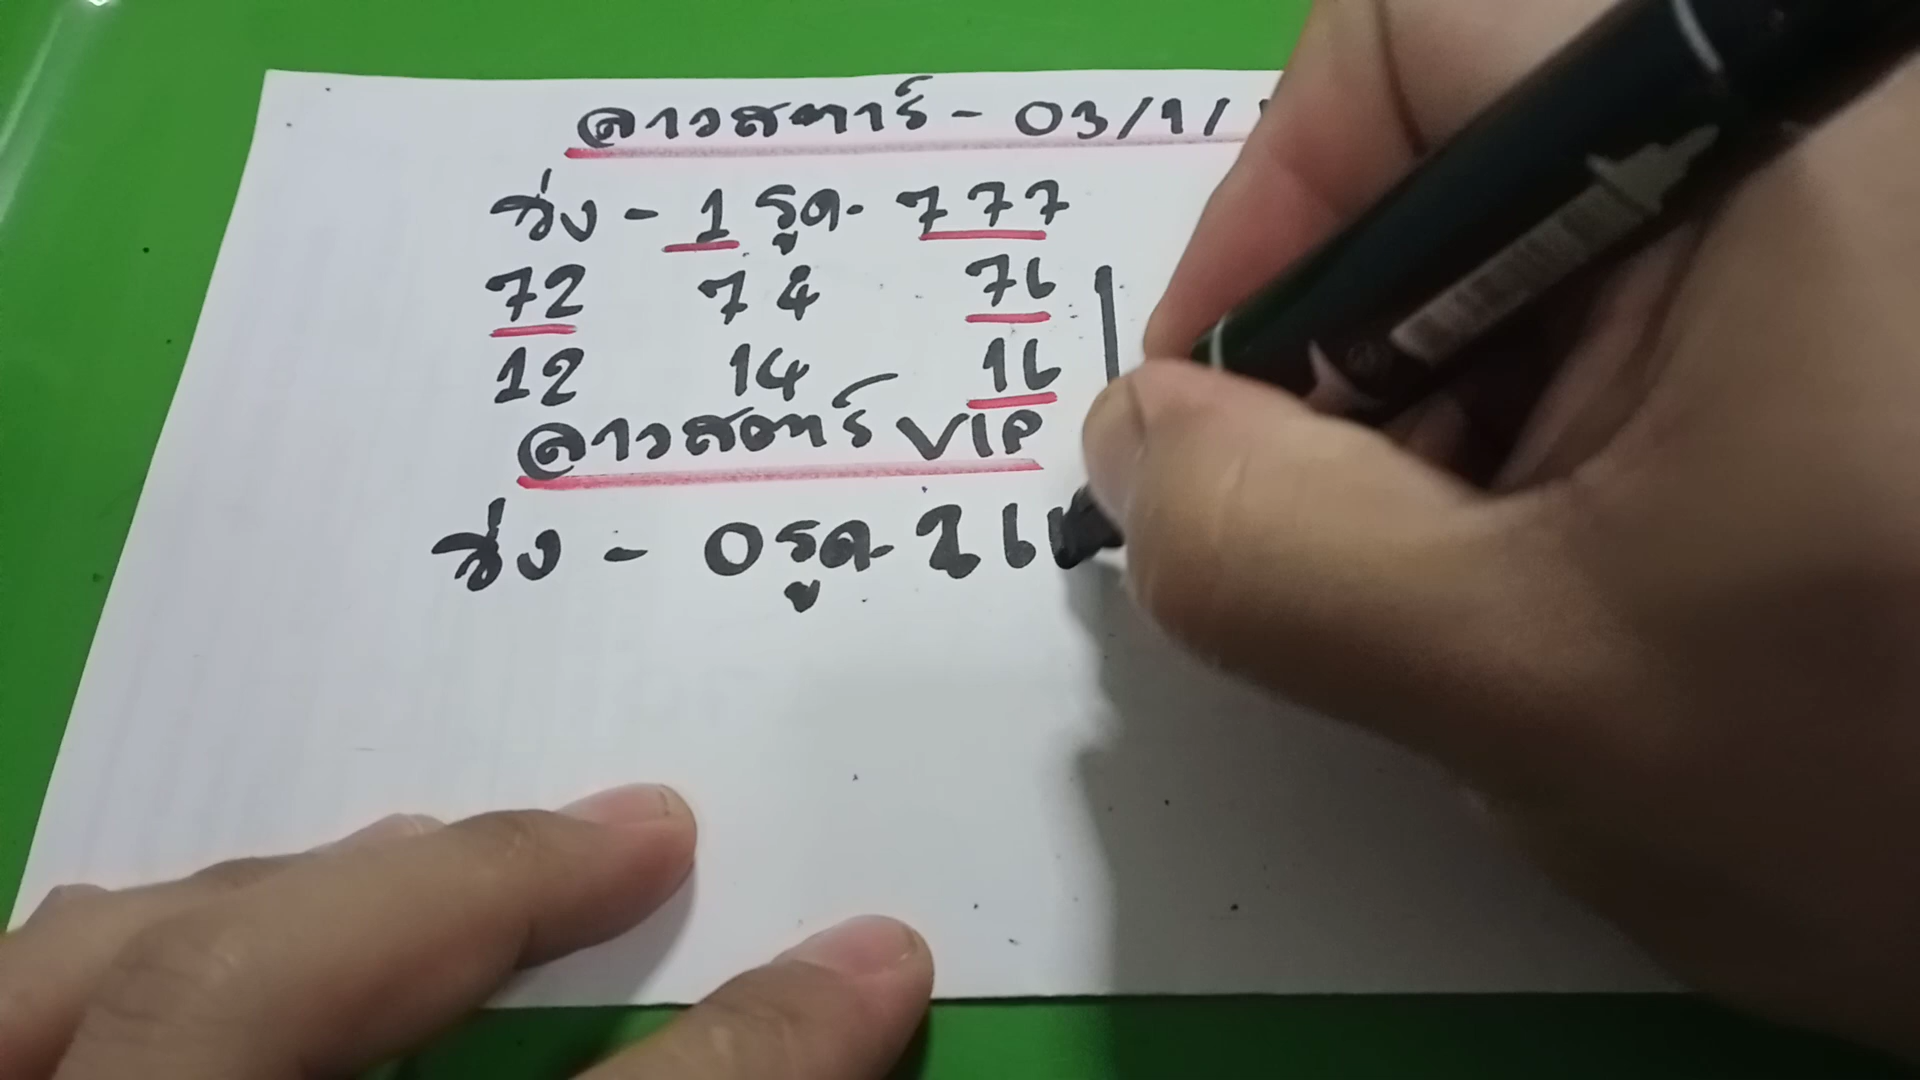 ลาวสตาร์ - 03/1/
วิ่ง - 1 รูด - 777
72 74 76
12 14 16
ลาวสตาร์ VIP
วิ่ง - 0 รูด -